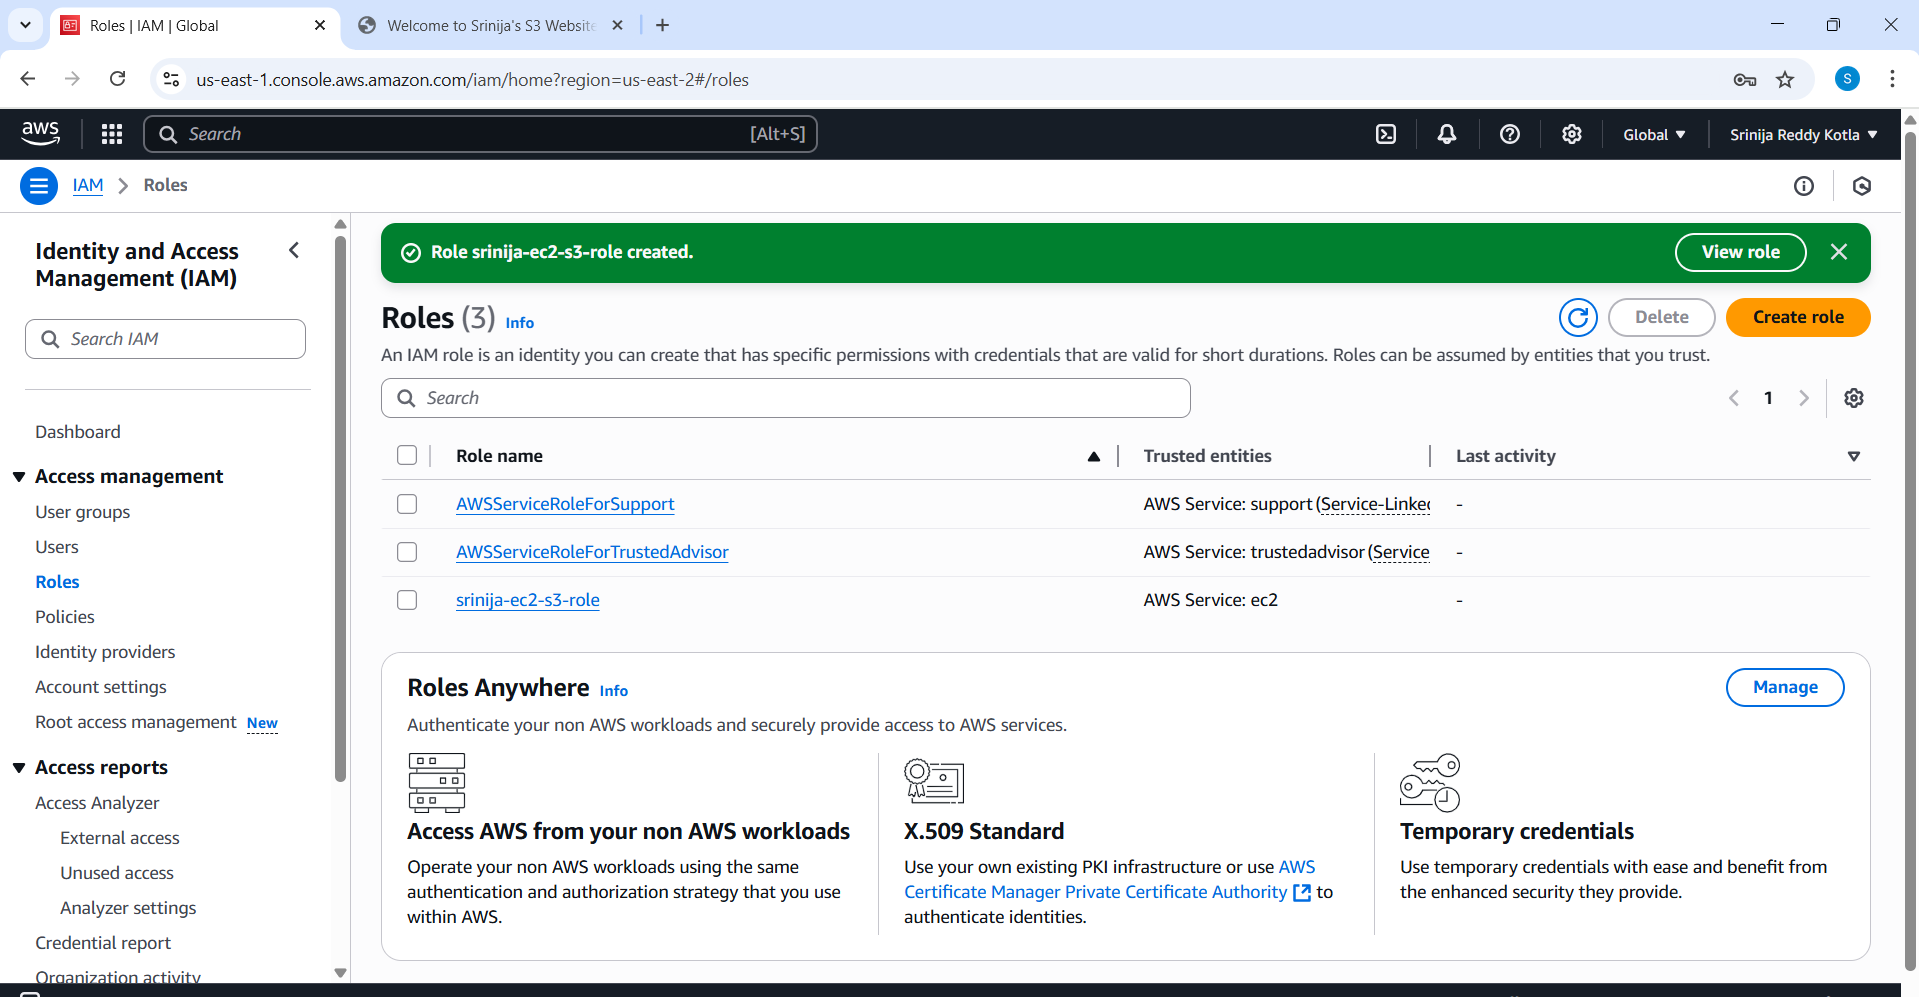 Roles | IAM | Global
Welcome to Srinija's S3 Website
us-east-1.console.aws.amazon.com/iam/home?region=us-east-2#/roles
S
aws
Search
[Alt+S]
Global
Srinija Reddy Kotla
IAM
Roles
Identity and Access
Management (IAM)
Search IAM
Dashboard
Access management
User groups
Users
Roles
Policies
Identity providers
Account settings
Root access management New
Access reports
Access Analyzer
External access
Unused access
Analyzer settings
Credential report
Organization activity
Role srinija-ec2-s3-role created.
View role
Roles (3) Info
Delete
Create role
An IAM role is an identity you can create that has specific permissions with credentials that are valid for short durations. Roles can be assumed by entities that you trust.
Search
1
Role name Trusted entities Last activity
AWSServiceRoleForSupport AWS Service: support (Service-Linked -
AWSServiceRoleForTrustedAdvisor AWS Service: trustedadvisor (Service -
srinija-ec2-s3-role AWS Service: ec2 -
Roles Anywhere Info
Manage
Authenticate your non AWS workloads and securely provide access to AWS services.
Access AWS from your non AWS workloads
Operate your non AWS workloads using the same
authentication and authorization strategy that you use
within AWS.
X.509 Standard
Use your own existing PKI infrastructure or use AWS
Certificate Manager Private Certificate Authority to
authenticate identities.
Temporary credentials
Use temporary credentials with ease and benefit from
the enhanced security they provide.